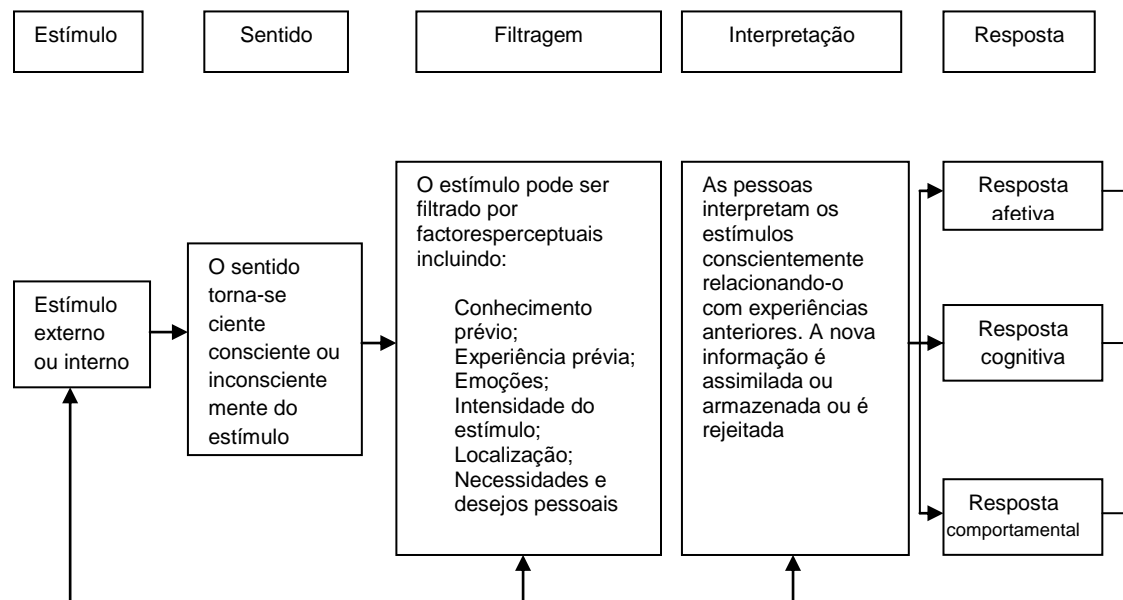 Estímulo
Sentido
Filtragem
Interpretação
Resposta
Estímulo
externo
ou interno
O sentido
torna-se
ciente
consciente ou
inconsciente
mente do
estímulo
O estímulo pode ser
filtrado por
factoresperceptuais
incluindo:
Conhecimento
prévio;
Experiência prévia;
Emoções;
Intensidade do
estímulo;
Localização;
Necessidades e
desejos pessoais
As pessoas
interpretam os
estímulos
conscientemente
relacionando-o
com experiências
anteriores. A nova
informação é
assimilada ou
armazenada ou é
rejeitada
Resposta
afetiva
Resposta
cognitiva
Resposta
comportamental